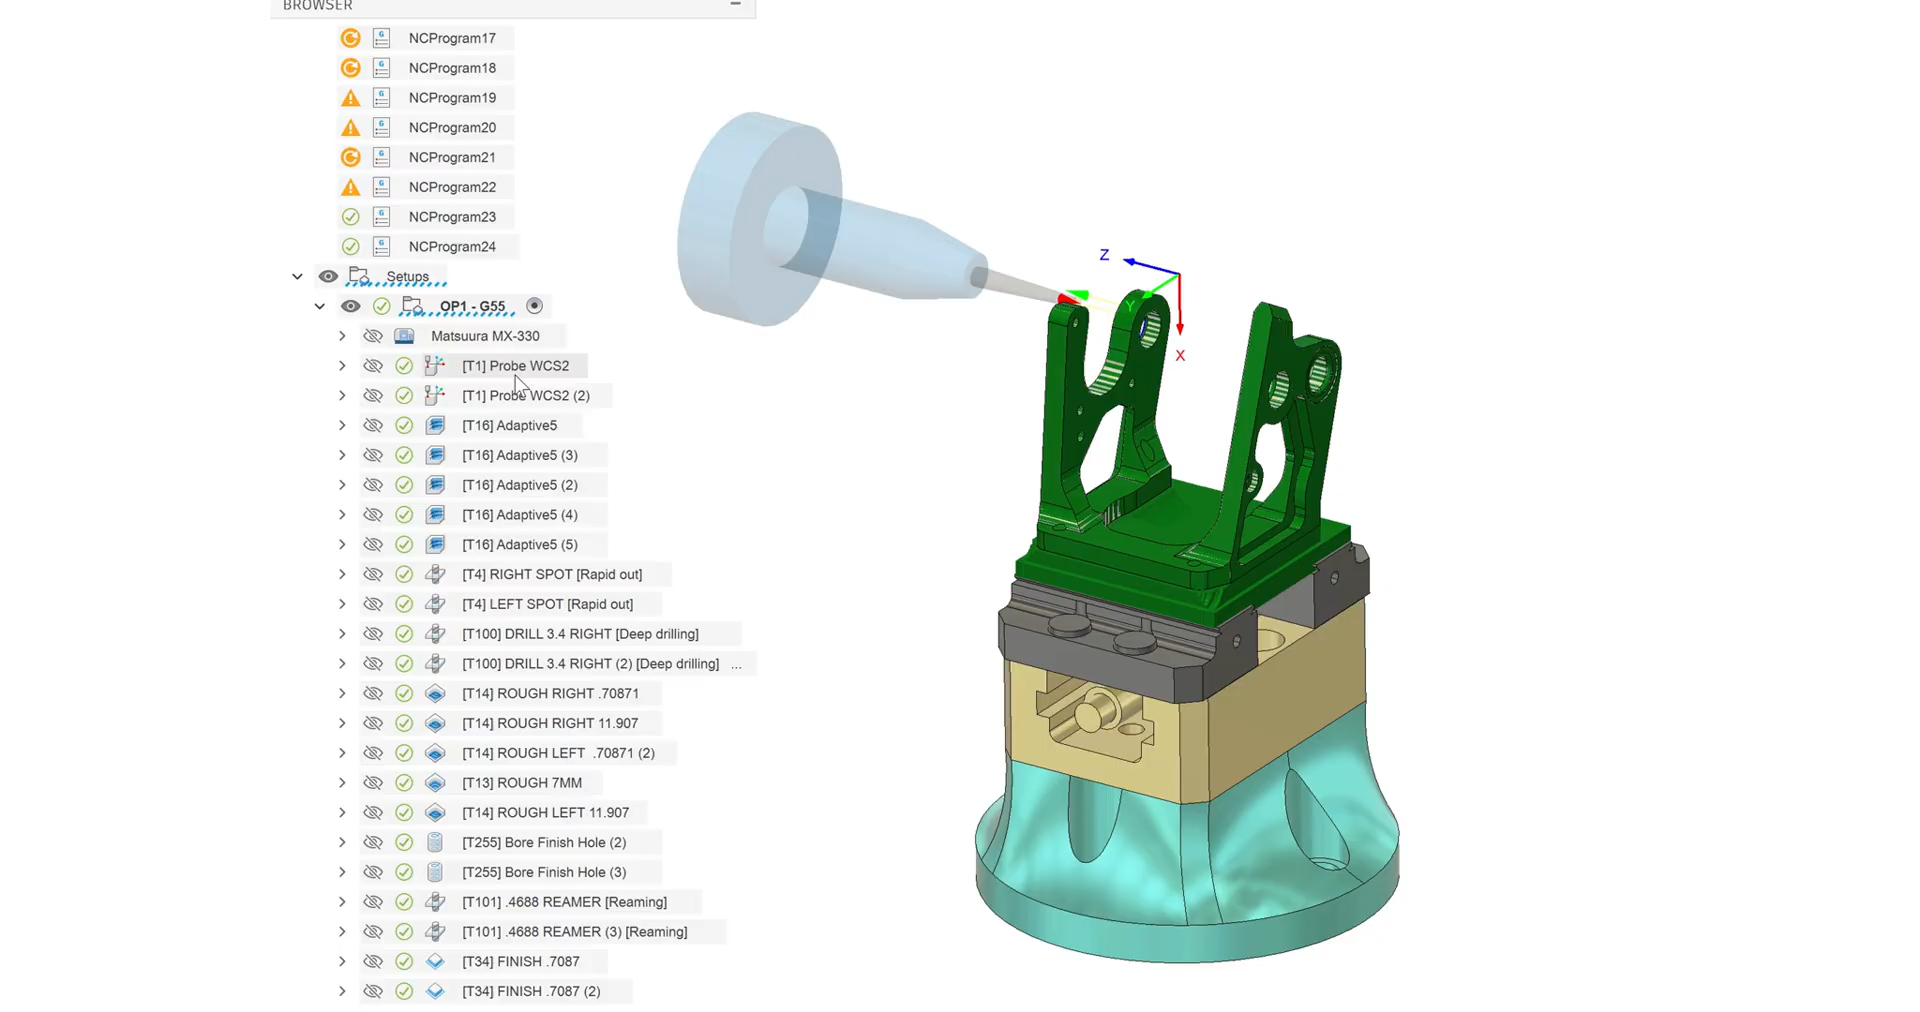 BROWSER
NCProgram17
NCProgram18
NCProgram19
NCProgram20
NCProgram21
NCProgram22
NCProgram23
NCProgram24
Setups
OP1 - G55
Matsuura MX-330
[T1] Probe WCS2
[T1] Probe WCS2 (2)
[T16] Adaptive5
[T16] Adaptive5 (3)
[T16] Adaptive5 (2)
[T16] Adaptive5 (4)
[T16] Adaptive5 (5)
[T4] RIGHT SPOT [Rapid out]
[T4] LEFT SPOT [Rapid out]
[T100] DRILL 3.4 RIGHT [Deep drilling]
[T100] DRILL 3.4 RIGHT (2) [Deep drilling] ...
[T14] ROUGH RIGHT .70871
[T14] ROUGH RIGHT 11.907
[T14] ROUGH LEFT .70871 (2)
[T13] ROUGH 7MM
[T14] ROUGH LEFT 11.907
[T255] Bore Finish Hole (2)
[T255] Bore Finish Hole (3)
[T101] .4688 REAMER [Reaming]
[T101] .4688 REAMER (3) [Reaming]
[T34] FINISH .7087
[T34] FINISH .7087 (2)
Z
Y
X